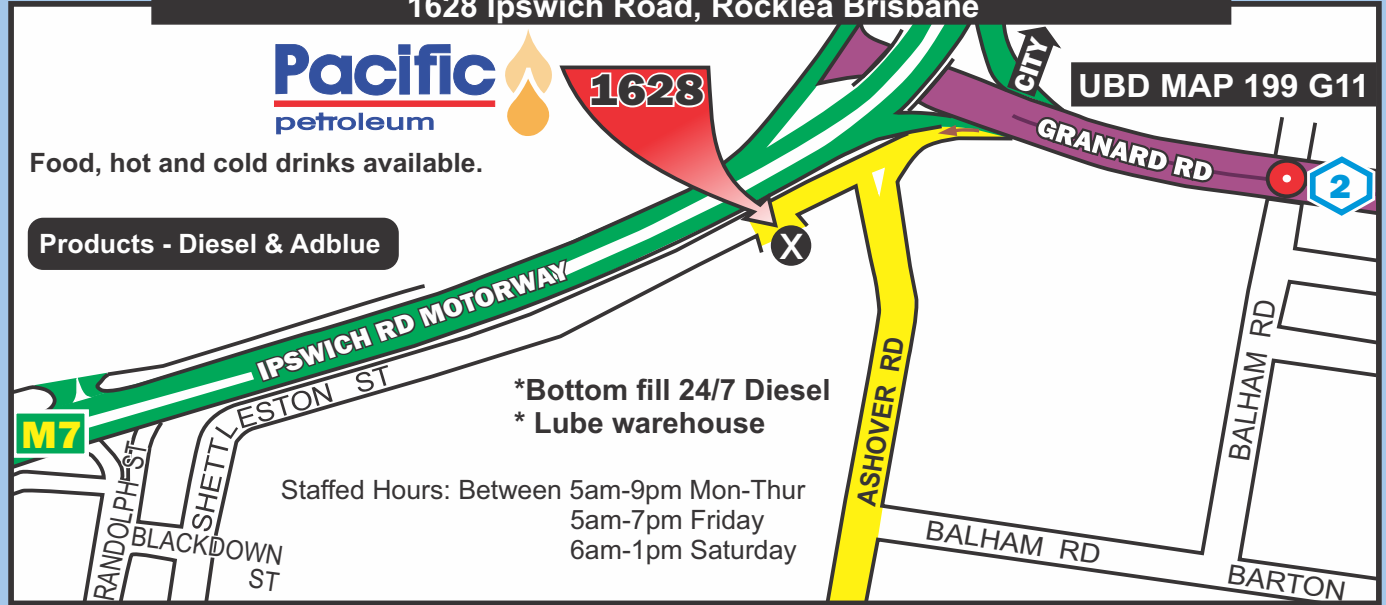 1628 Ipswich Road, Rocklea Brisbane
Pacific
petroleum
1628
CITY
UBD MAP 199 G11
GRANARD RD
2
Food, hot and cold drinks available.
Products - Diesel & Adblue
X
IPSWICH RD MOTORWAY
M7
SHETTLESTON ST
RANDOLPH ST
BLACKDOWN
ST
*Bottom fill 24/7 Diesel
* Lube warehouse
Staffed Hours: Between 5am-9pm Mon-Thur
5am-7pm Friday
6am-1pm Saturday
ASHOVER RD
BALHAM RD
BALHAM RD
BARTON